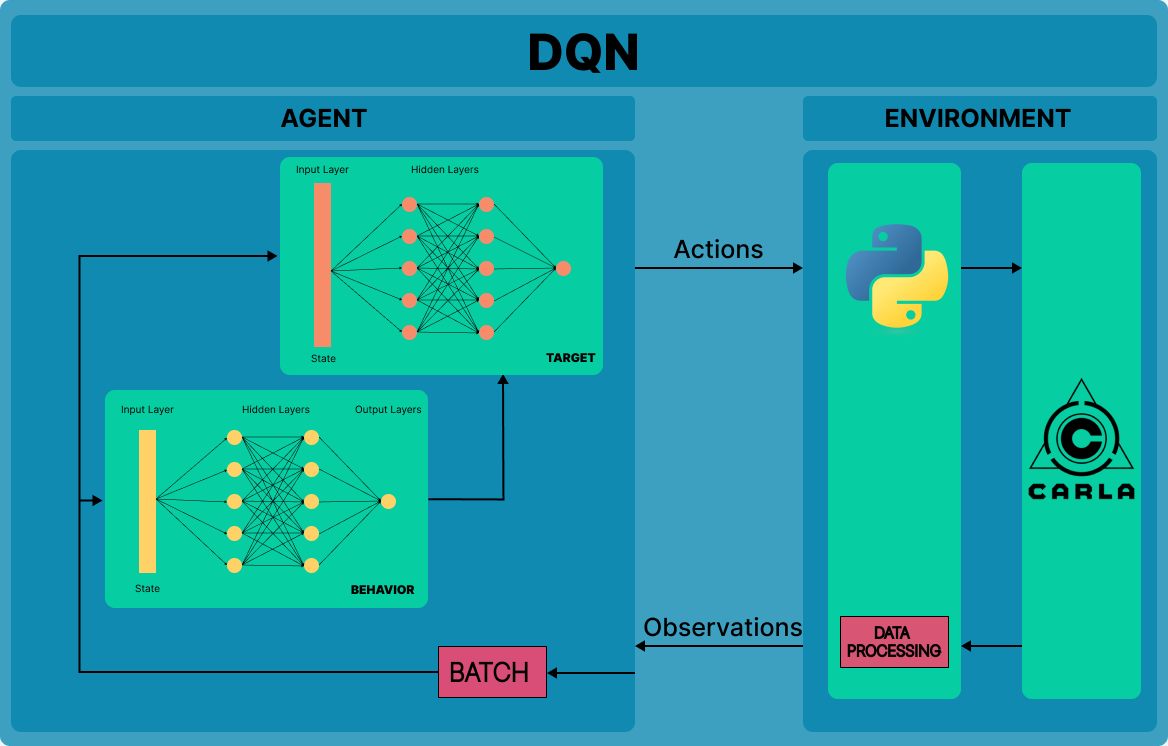 DQN
AGENT
ENVIRONMENT
Input Layer
Hidden Layers
State
TARGET
Actions
Input Layer
Hidden Layers
Output Layers
State
BEHAVIOR
CARLA
Observations
DATA
PROCESSING
BATCH